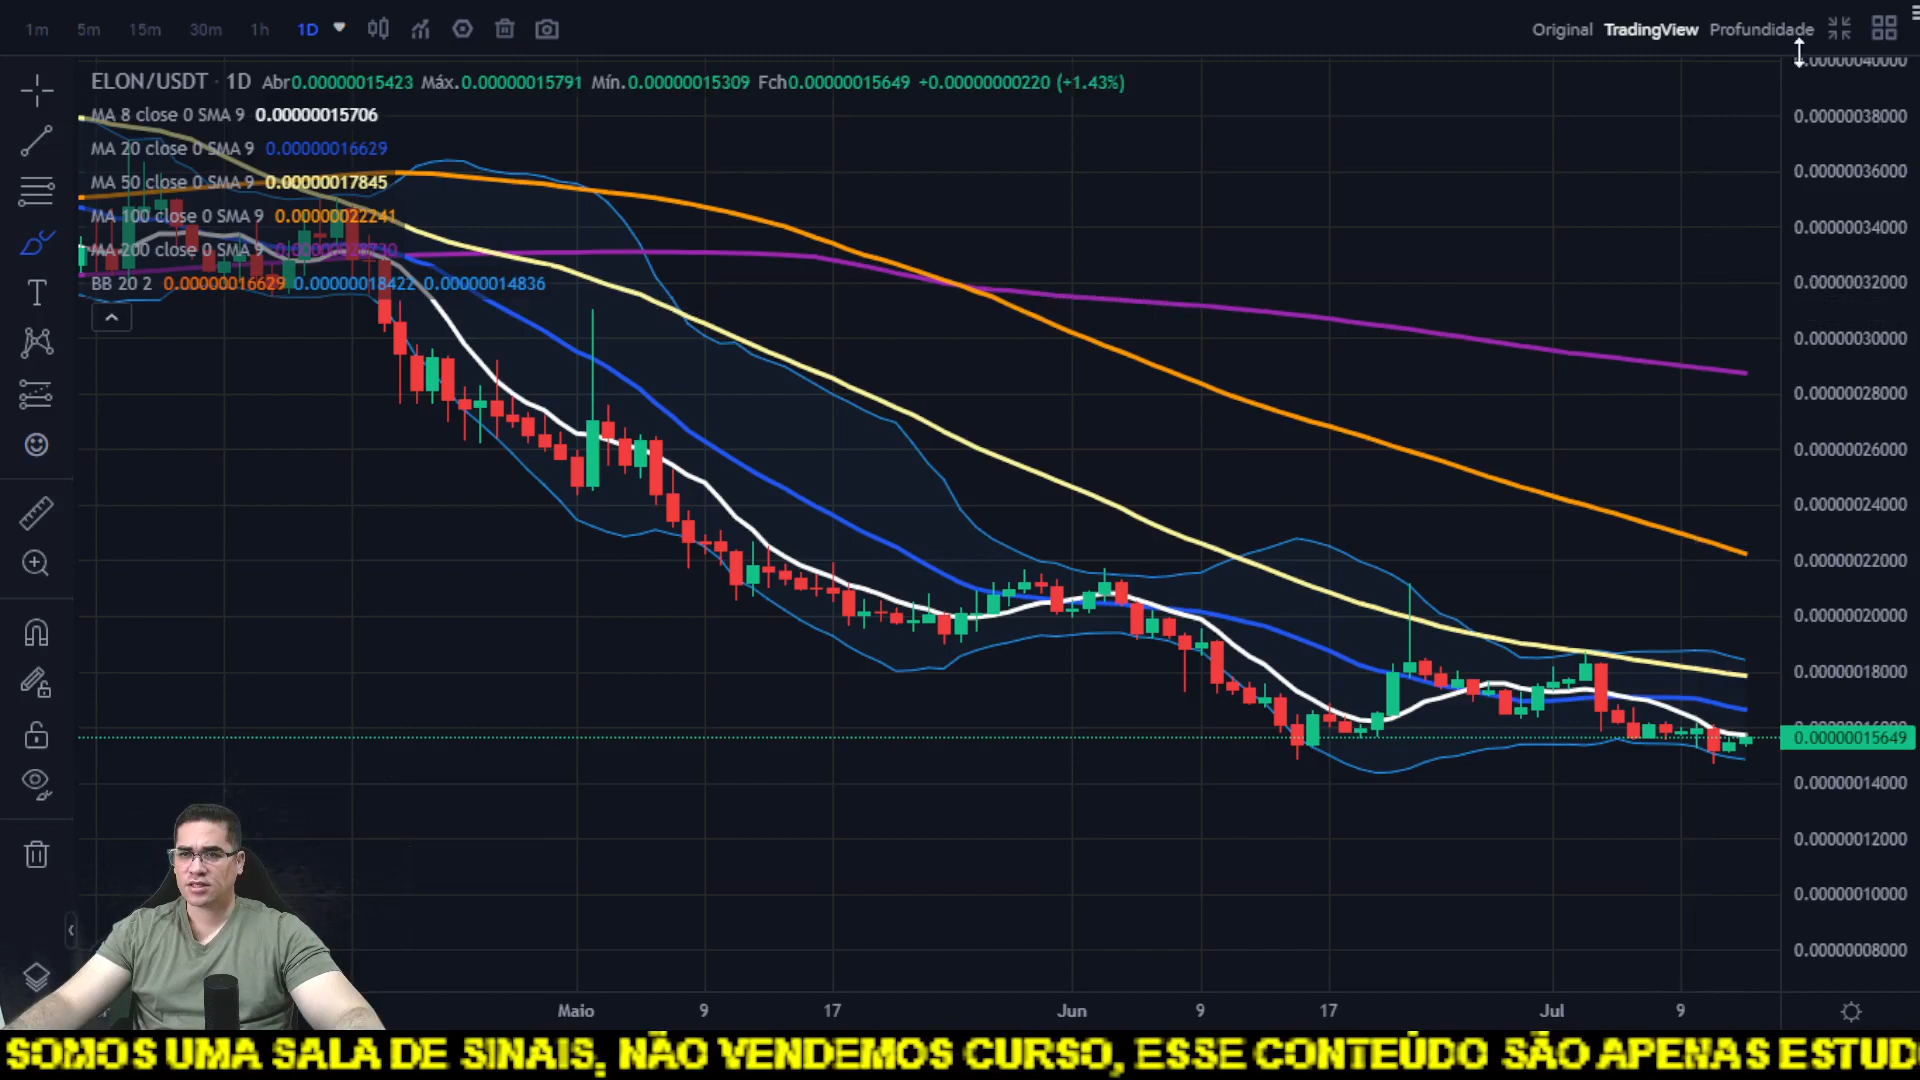 1m 5m 15m 30m 1h 1D Original TradingView Profundidade
ELON/USDT · 1D Abr0.00000015423 Máx.0.00000015791 Mín.0.00000015309 Fch0.00000015649 +0.00000000220 (+1.43%)
MA 8 close 0 SMA 9 0.00000015706
MA 20 close 0 SMA 9 0.00000016629
MA 50 close 0 SMA 9 0.00000017845
MA 100 close 0 SMA 9 0.00000022241
MA 200 close 0 SMA 9
BB 20 2 0.00000016629 0.00000018422 0.00000014836
0.00000040000
0.00000038000
0.00000036000
0.00000034000
0.00000032000
0.00000030000
0.00000028000
0.00000026000
0.00000024000
0.00000022000
0.00000020000
0.00000018000
0.00000015649
0.00000014000
0.00000012000
0.00000010000
0.00000008000
Maio 9 17 Jun 9 17 Jul 9
SOMOS UMA SALA DE SINAIS, NÃO VENDEMOS CURSO, ESSE CONTEÚDO SÃO APENAS ESTUD